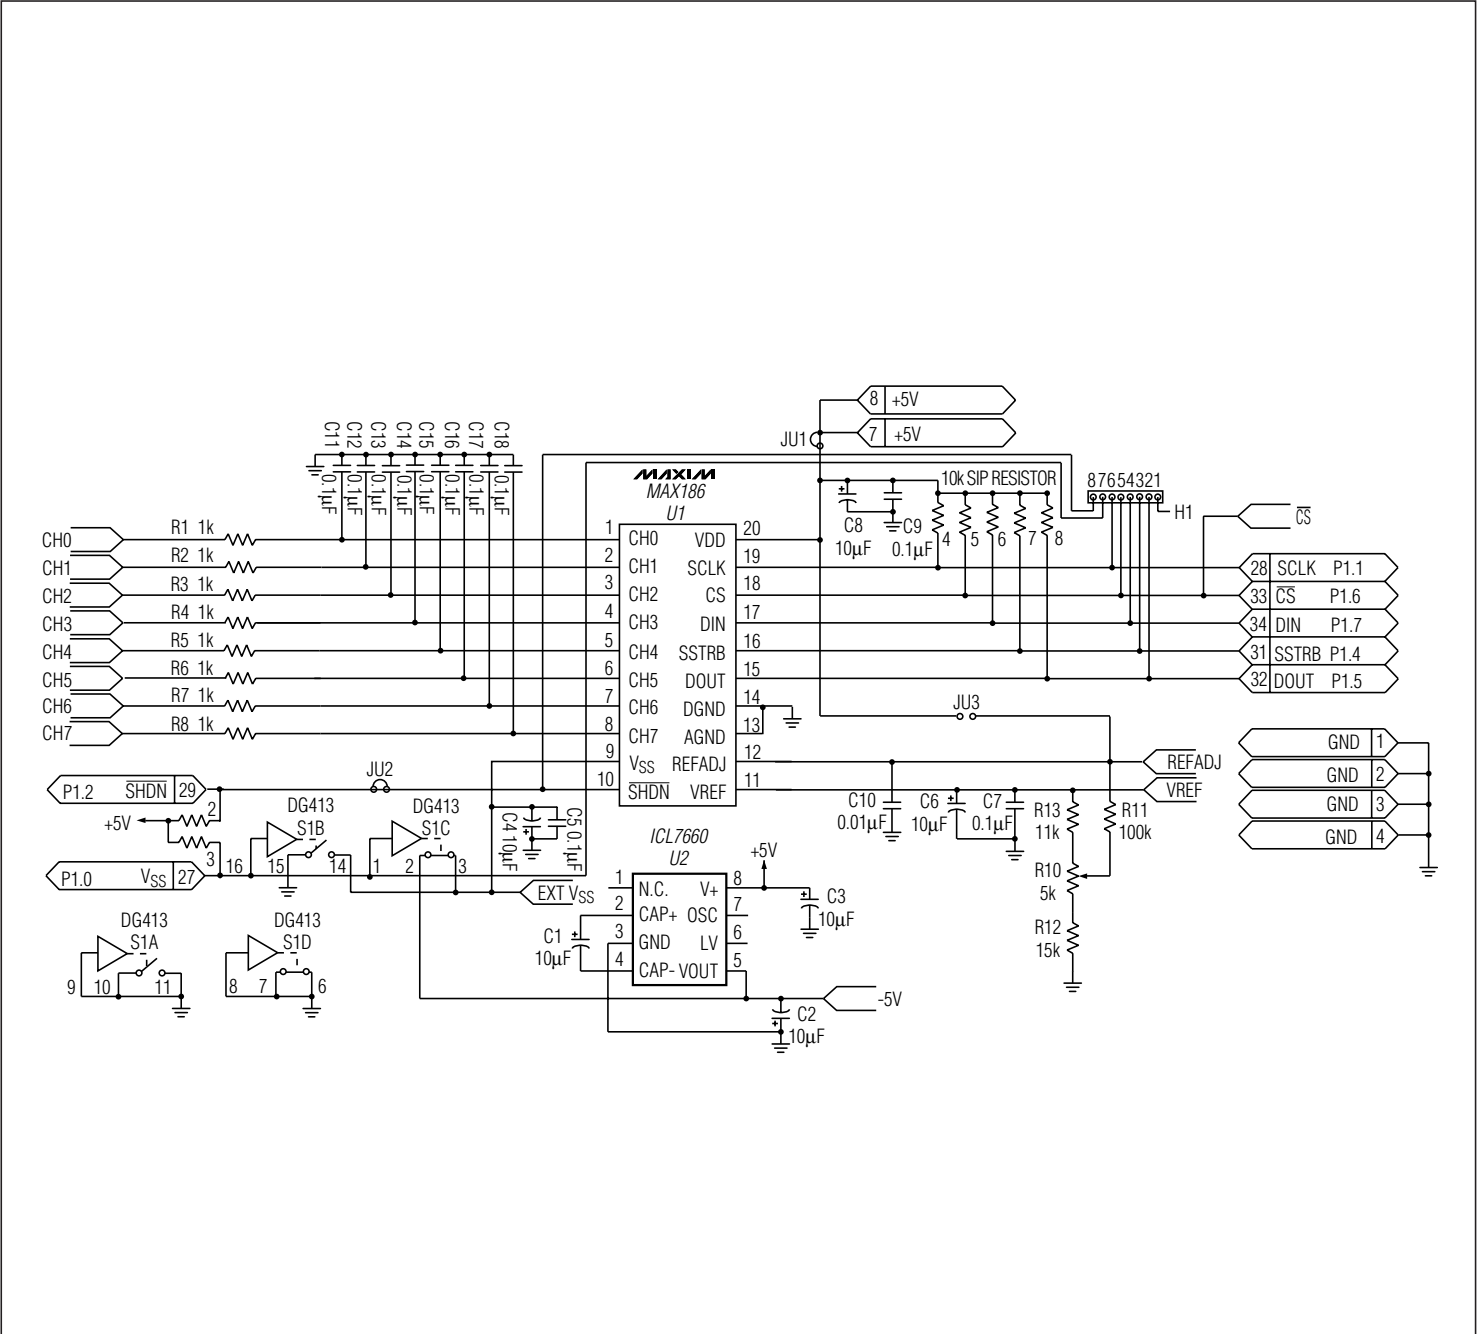 8 +5V
7 +5V
JU1
C11 C12 C13 C14 C15 C16 C17 C18
0.1µF 0.1µF 0.1µF 0.1µF 0.1µF 0.1µF 0.1µF 0.1µF
MAXIM
MAX186
U1
10k SIP RESISTOR
4 5 6 7 8
87654321
H1
CS
C8
10µF
C9
0.1µF
CH0 R1 1k
CH1 R2 1k
CH2 R3 1k
CH3 R4 1k
CH4 R5 1k
CH5 R6 1k
CH6 R7 1k
CH7 R8 1k
1 CH0 VDD 20
2 CH1 SCLK 19
3 CH2 CS 18
4 CH3 DIN 17
5 CH4 SSTRB 16
6 CH5 DOUT 15
7 CH6 DGND 14
8 CH7 AGND 13
9 VSS REFADJ 12
10 SHDN VREF 11
28 SCLK P1.1
33 CS P1.6
34 DIN P1.7
31 SSTRB P1.4
32 DOUT P1.5
JU3
REFADJ
VREF
GND 1
GND 2
GND 3
GND 4
C10
0.01µF
C6
10µF
C7
0.1µF
R13
11k
R11
100k
R10
5k
R12
15k
P1.2 SHDN 29
JU2
+5V
2
3
P1.0 VSS 27
16
DG413
S1B
15 14
DG413
S1C
1 2 3
C4 10µF
C5 0.1µF
EXT VSS
DG413
S1A
9 10 11
DG413
S1D
8 7 6
ICL7660
U2
+5V
1 N.C. V+ 8
2 CAP+ OSC 7
3 GND LV 6
4 CAP- VOUT 5
C1
10µF
C3
10µF
-5V
C2
10µF